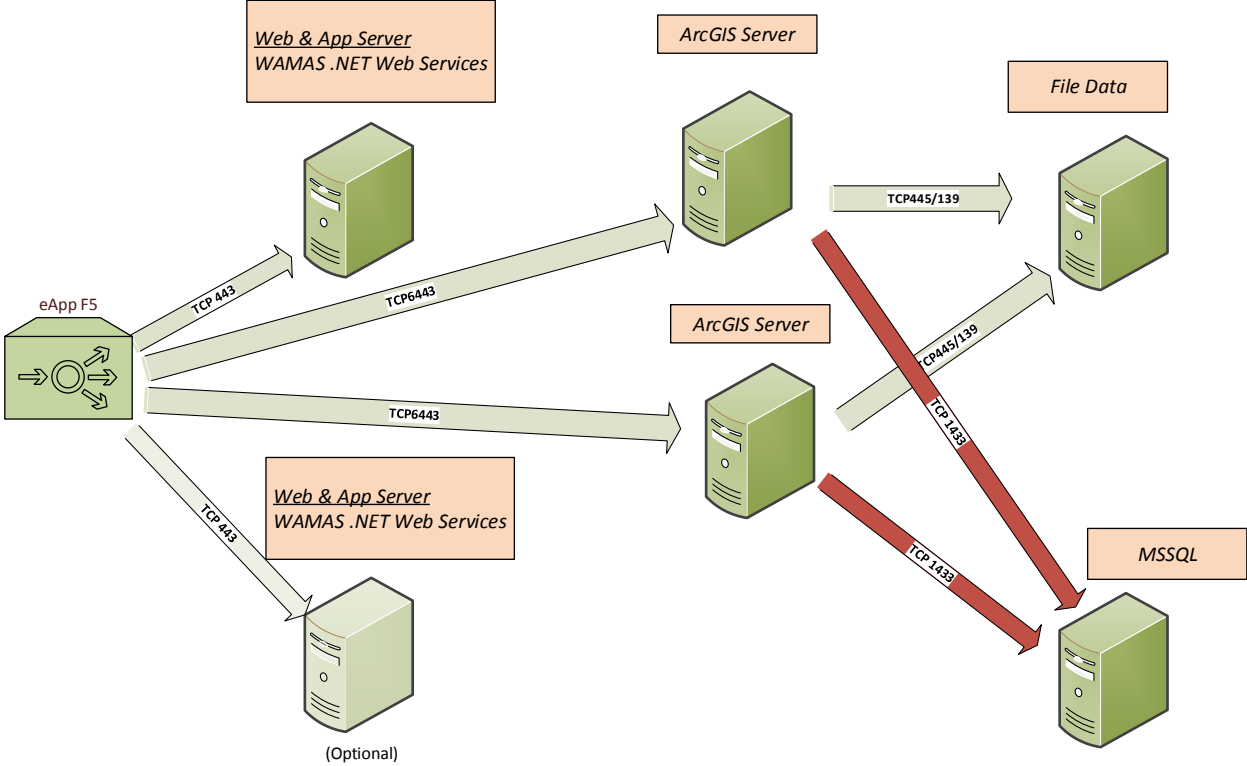 Web & App Server
WAMAS .NET Web Services
ArcGIS Server
File Data
TCP445/139
TCP 443
TCP6443
eApp F5
ArcGIS Server
TCP445/139
TCP6443
TCP 1433
Web & App Server
WAMAS .NET Web Services
TCP 443
TCP 1433
MSSQL
(Optional)